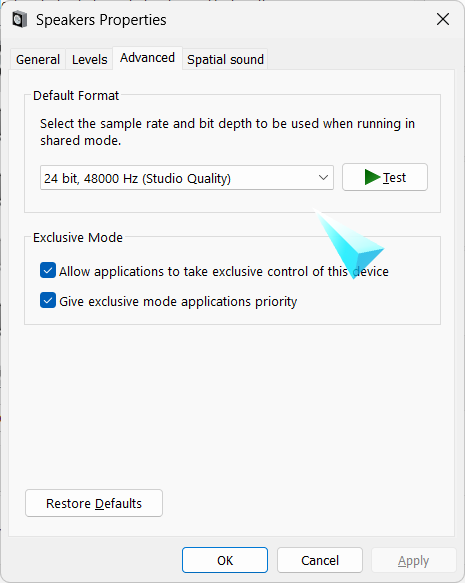 Speakers Properties
General Levels Advanced Spatial sound
Default Format
Select the sample rate and bit depth to be used when running in
shared mode.
24 bit, 48000 Hz (Studio Quality) Test
Exclusive Mode
Allow applications to take exclusive control of this device
Give exclusive mode applications priority
Restore Defaults
OK Cancel Apply